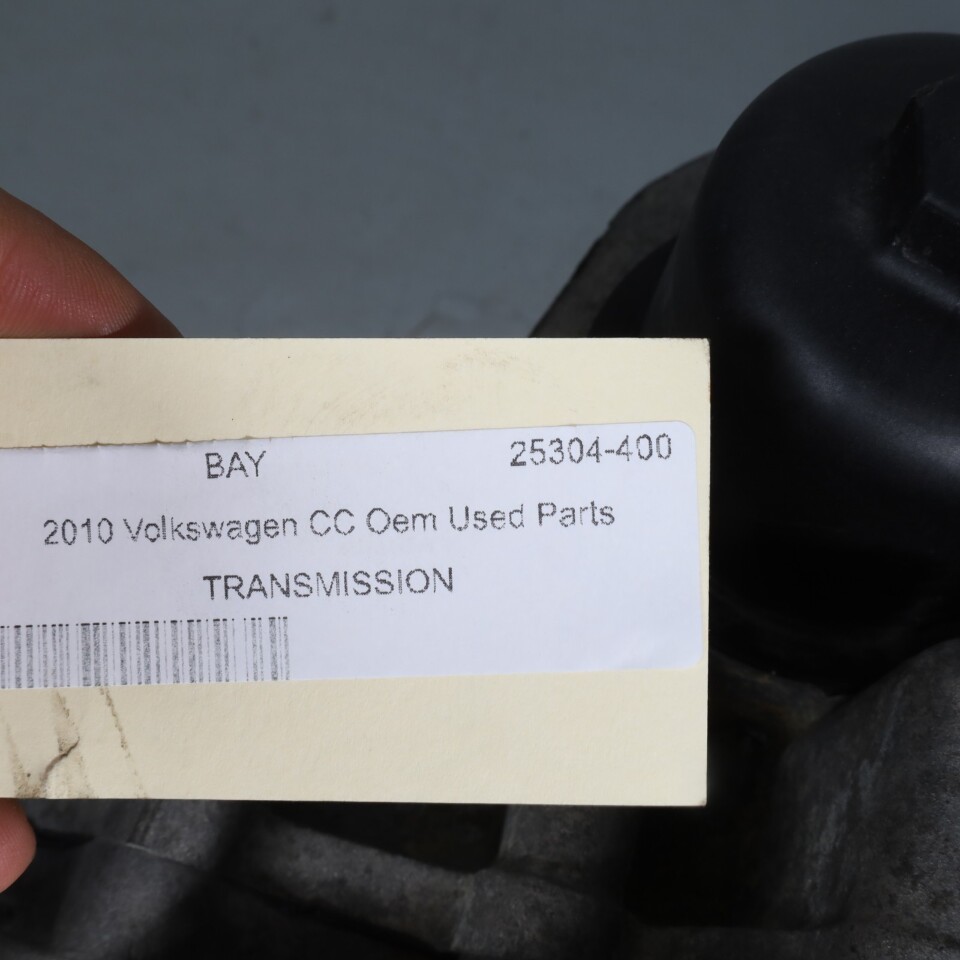 BAY 25304-400
2010 Volkswagen CC Oem Used Parts
TRANSMISSION